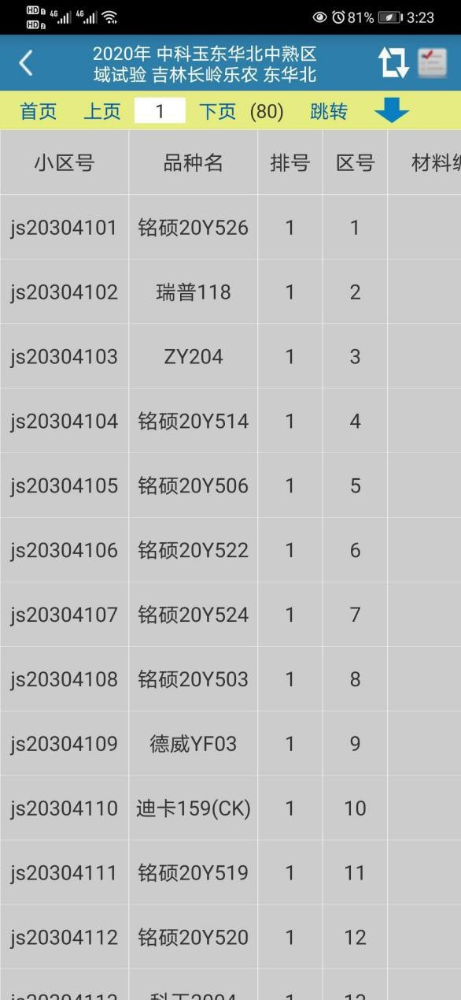 HD 1 4G 4G 81% 3:23
HD 2
2020年 中科玉东华北中熟区
域试验 吉林长岭乐农 东华北
首页 上页 1 下页 (80) 跳转
小区号 品种名 排号 区号 材料
js20304101 铭硕20Y526 1 1
js20304102 瑞普118 1 2
js20304103 ZY204 1 3
js20304104 铭硕20Y514 1 4
js20304105 铭硕20Y506 1 5
js20304106 铭硕20Y522 1 6
js20304107 铭硕20Y524 1 7
js20304108 铭硕20Y503 1 8
js20304109 德威YF03 1 9
js20304110 迪卡159(CK) 1 10
js20304111 铭硕20Y519 1 11
js20304112 铭硕20Y520 1 12